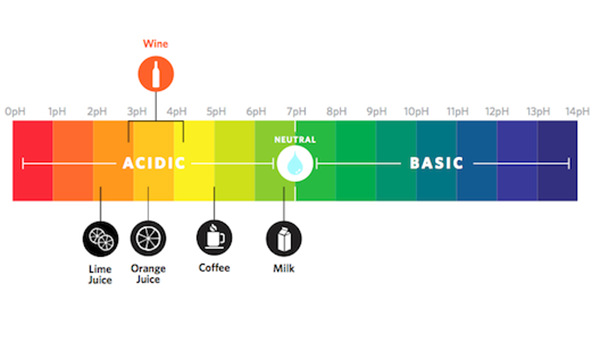 Wine
0pH 1pH 2pH 3pH 4pH 5pH 6pH 7pH 8pH 9pH 10pH 11pH 12pH 13pH 14pH
NEUTRAL
ACIDIC BASIC
Lime Juice
Orange Juice
Coffee
Milk